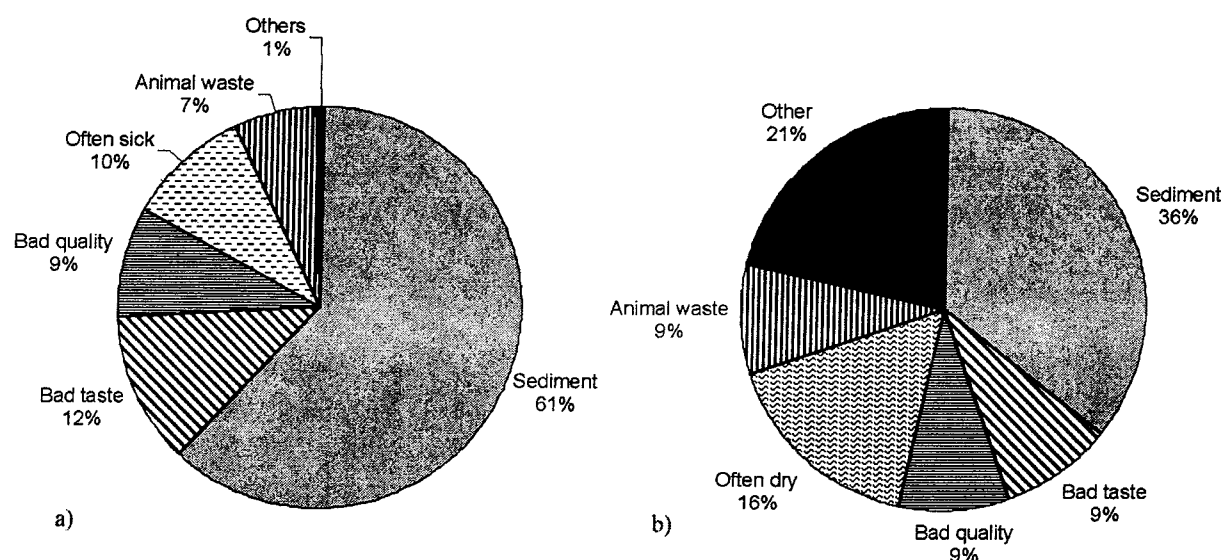 Others
1%
Animal waste
7%
Often sick
10%
Bad quality
9%
Bad taste
12%
Sediment
61%
a)
Other
21%
Sediment
36%
Animal waste
9%
Often dry
16%
Bad quality
9%
Bad taste
9%
b)